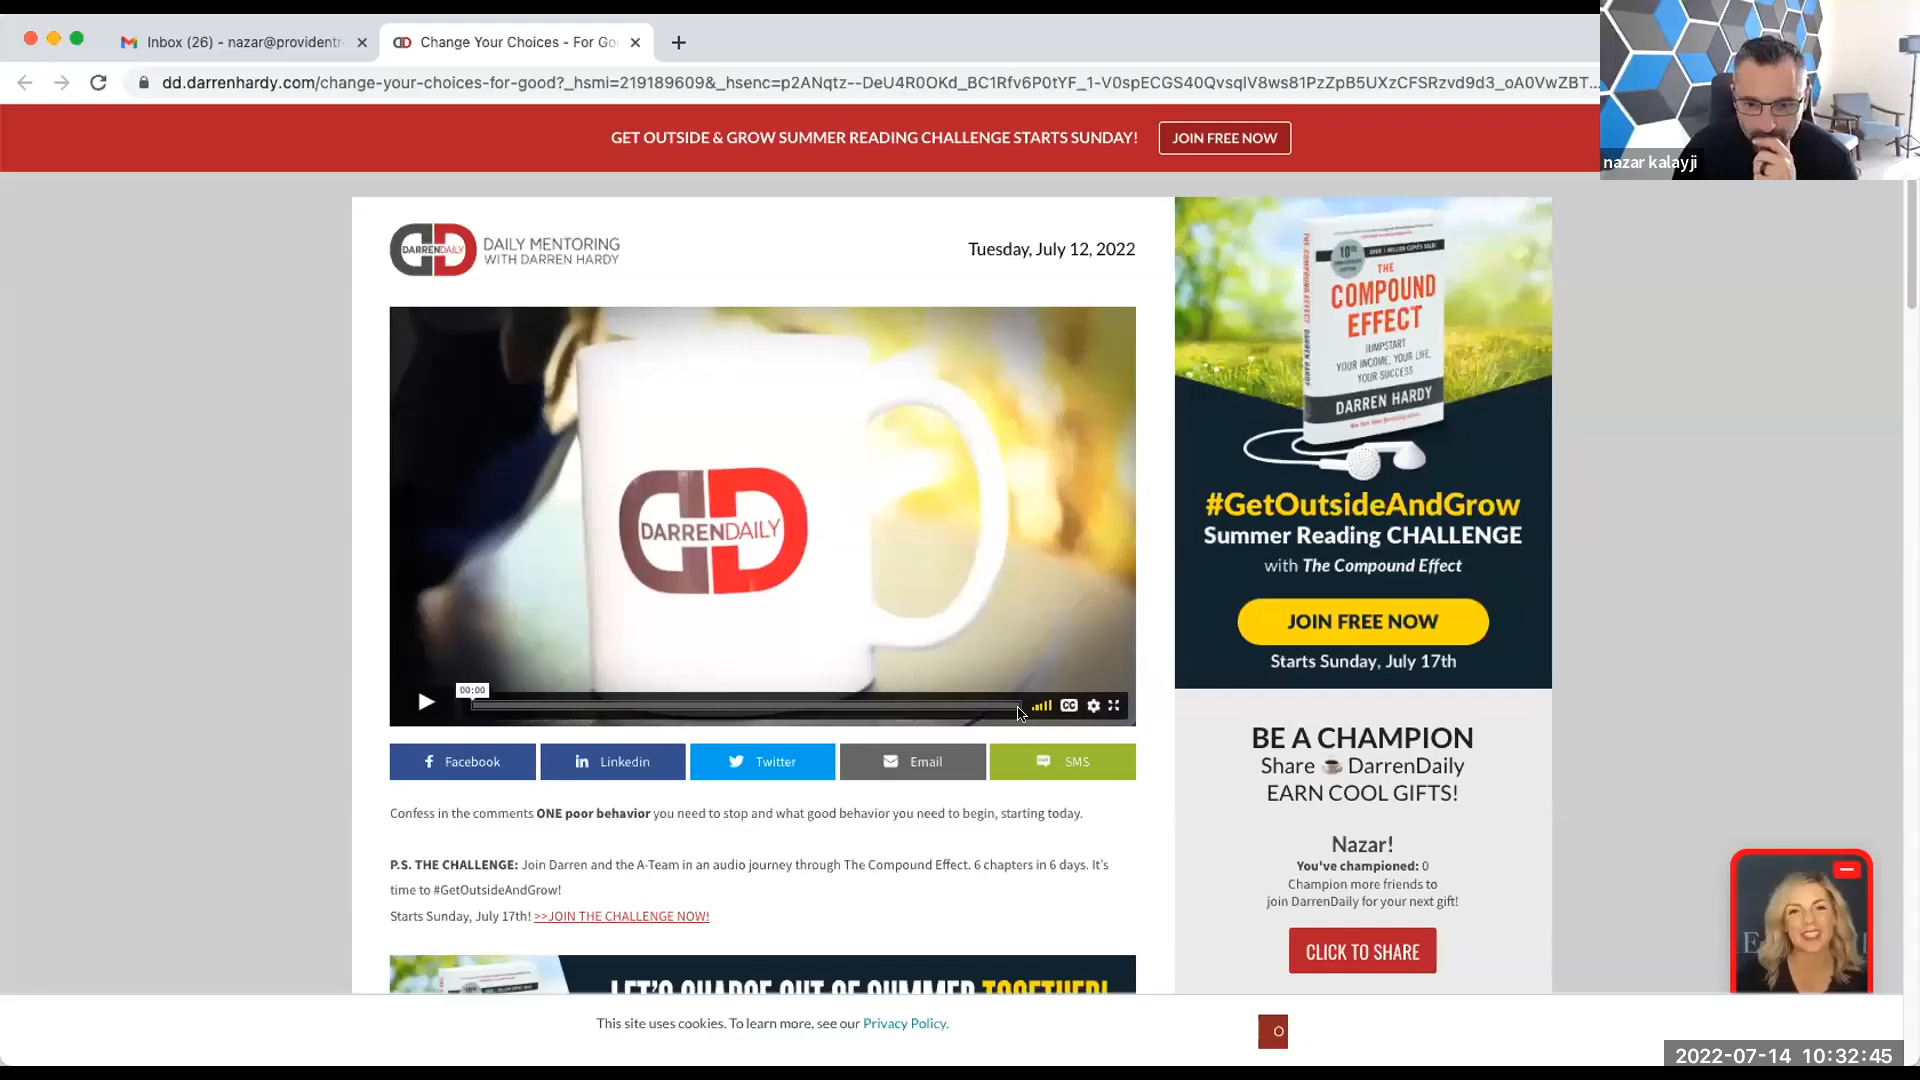 Inbox (26) - nazar@providentr
Change Your Choices - For Go
dd.darrenhardy.com/change-your-choices-for-good?_hsmi=219189609&_hsenc=p2ANqtz--DeU4R0OKd_BC1Rfv6P0tYF_1-V0spECGS40QvsqlV8ws81PzZpB5UXzCFSRzvd9d3_oA0VwZBT...
nazar kalayji
GET OUTSIDE & GROW SUMMER READING CHALLENGE STARTS SUNDAY!
JOIN FREE NOW
DARRENDAILY
DAILY MENTORING
WITH DARREN HARDY
Tuesday, July 12, 2022
DARRENDAILY
00:00
CC
Facebook
Linkedin
Twitter
Email
SMS
Confess in the comments ONE poor behavior you need to stop and what good behavior you need to begin, starting today.
P.S. THE CHALLENGE: Join Darren and the A-Team in an audio journey through The Compound Effect. 6 chapters in 6 days. It's
time to #GetOutsideAndGrow!
Starts Sunday, July 17th! >>JOIN THE CHALLENGE NOW!
LET'S CHARGE OUT OF SUMMER TOGETHER!
10TH
THE
COMPOUND
EFFECT
JUMPSTART
YOUR INCOME, YOUR LIFE,
YOUR SUCCESS
DARREN HARDY
#GetOutsideAndGrow
Summer Reading CHALLENGE
with The Compound Effect
JOIN FREE NOW
Starts Sunday, July 17th
BE A CHAMPION
Share DarrenDaily
EARN COOL GIFTS!
Nazar!
You've championed: 0
Champion more friends to
join DarrenDaily for your next gift!
CLICK TO SHARE
This site uses cookies. To learn more, see our Privacy Policy.
O
2022-07-14 10:32:45